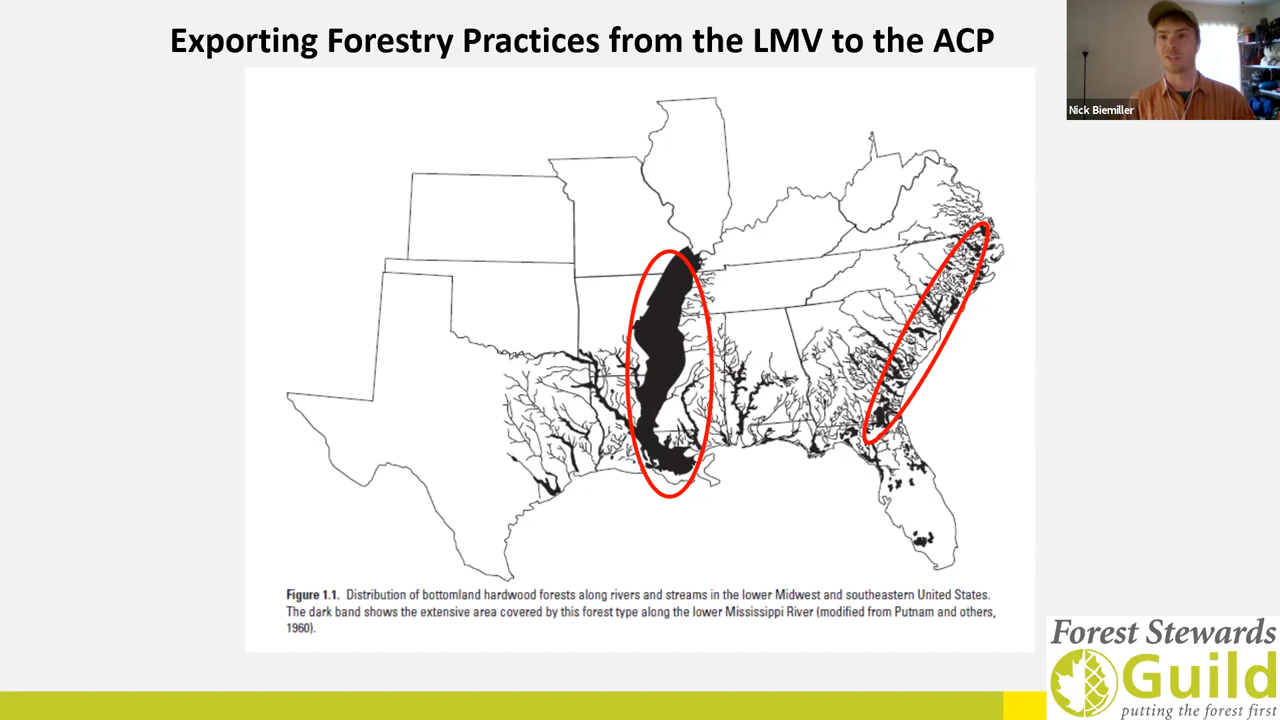 Exporting Forestry Practices from the LMV to the ACP
Nick Biemiller
Figure 1.1. Distribution of bottomland hardwood forests along rivers and streams in the lower Midwest and southeastern United States.
The dark band shows the extensive area covered by this forest type along the lower Mississippi River (modified from Putnam and others,
1960).
Forest Stewards
Guild
putting the forest first